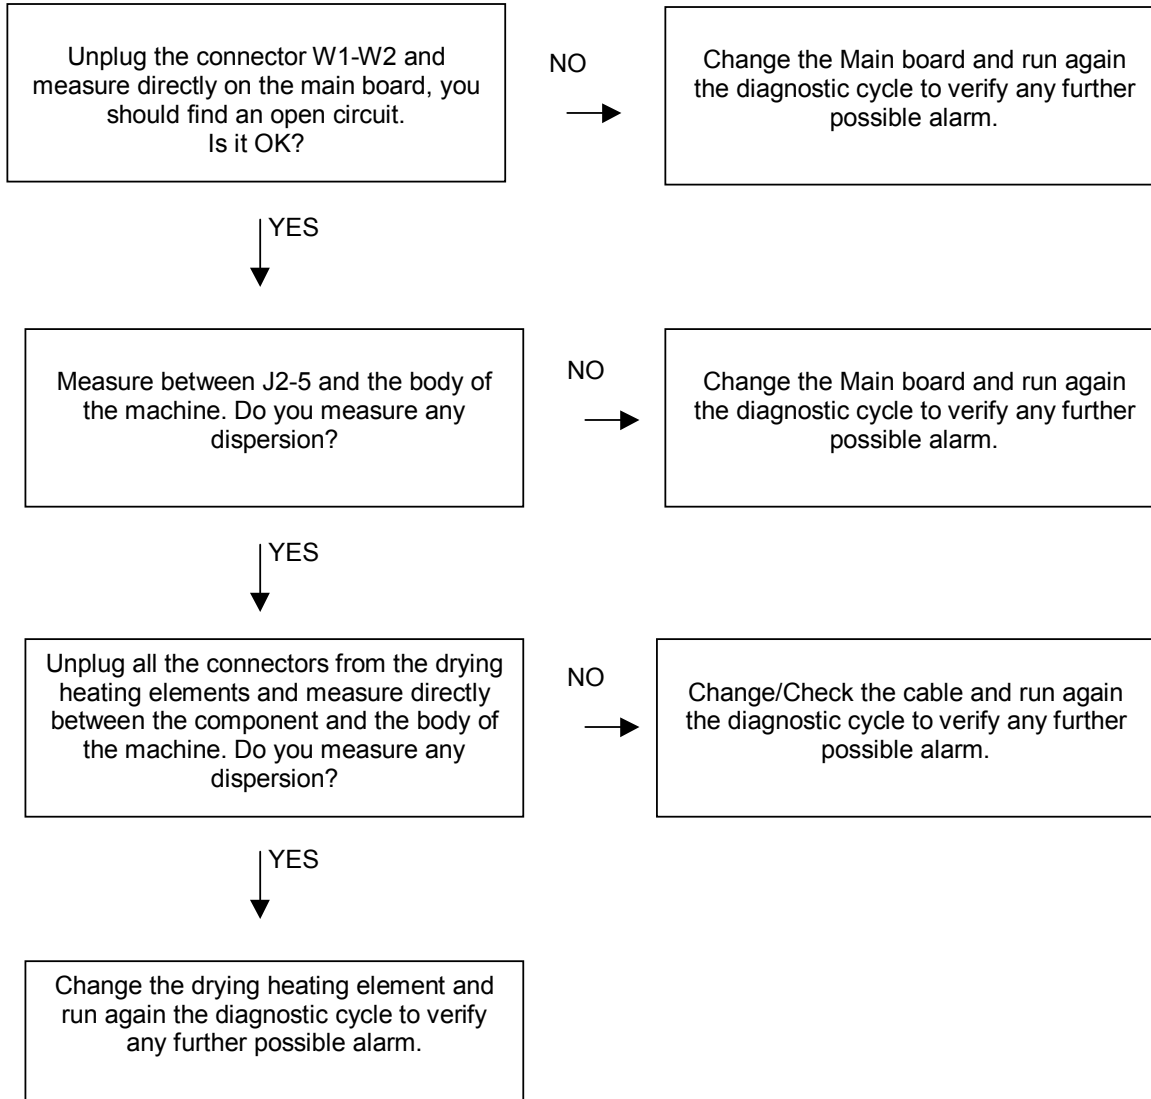 Unplug the connector W1-W2 and
measure directly on the main board, you
should find an open circuit.
Is it OK?
NO
Change the Main board and run again
the diagnostic cycle to verify any further
possible alarm.
YES
Measure between J2-5 and the body of
the machine. Do you measure any
dispersion?
NO
Change the Main board and run again
the diagnostic cycle to verify any further
possible alarm.
YES
Unplug all the connectors from the drying
heating elements and measure directly
between the component and the body of
the machine. Do you measure any
dispersion?
NO
Change/Check the cable and run again
the diagnostic cycle to verify any further
possible alarm.
YES
Change the drying heating element and
run again the diagnostic cycle to verify
any further possible alarm.